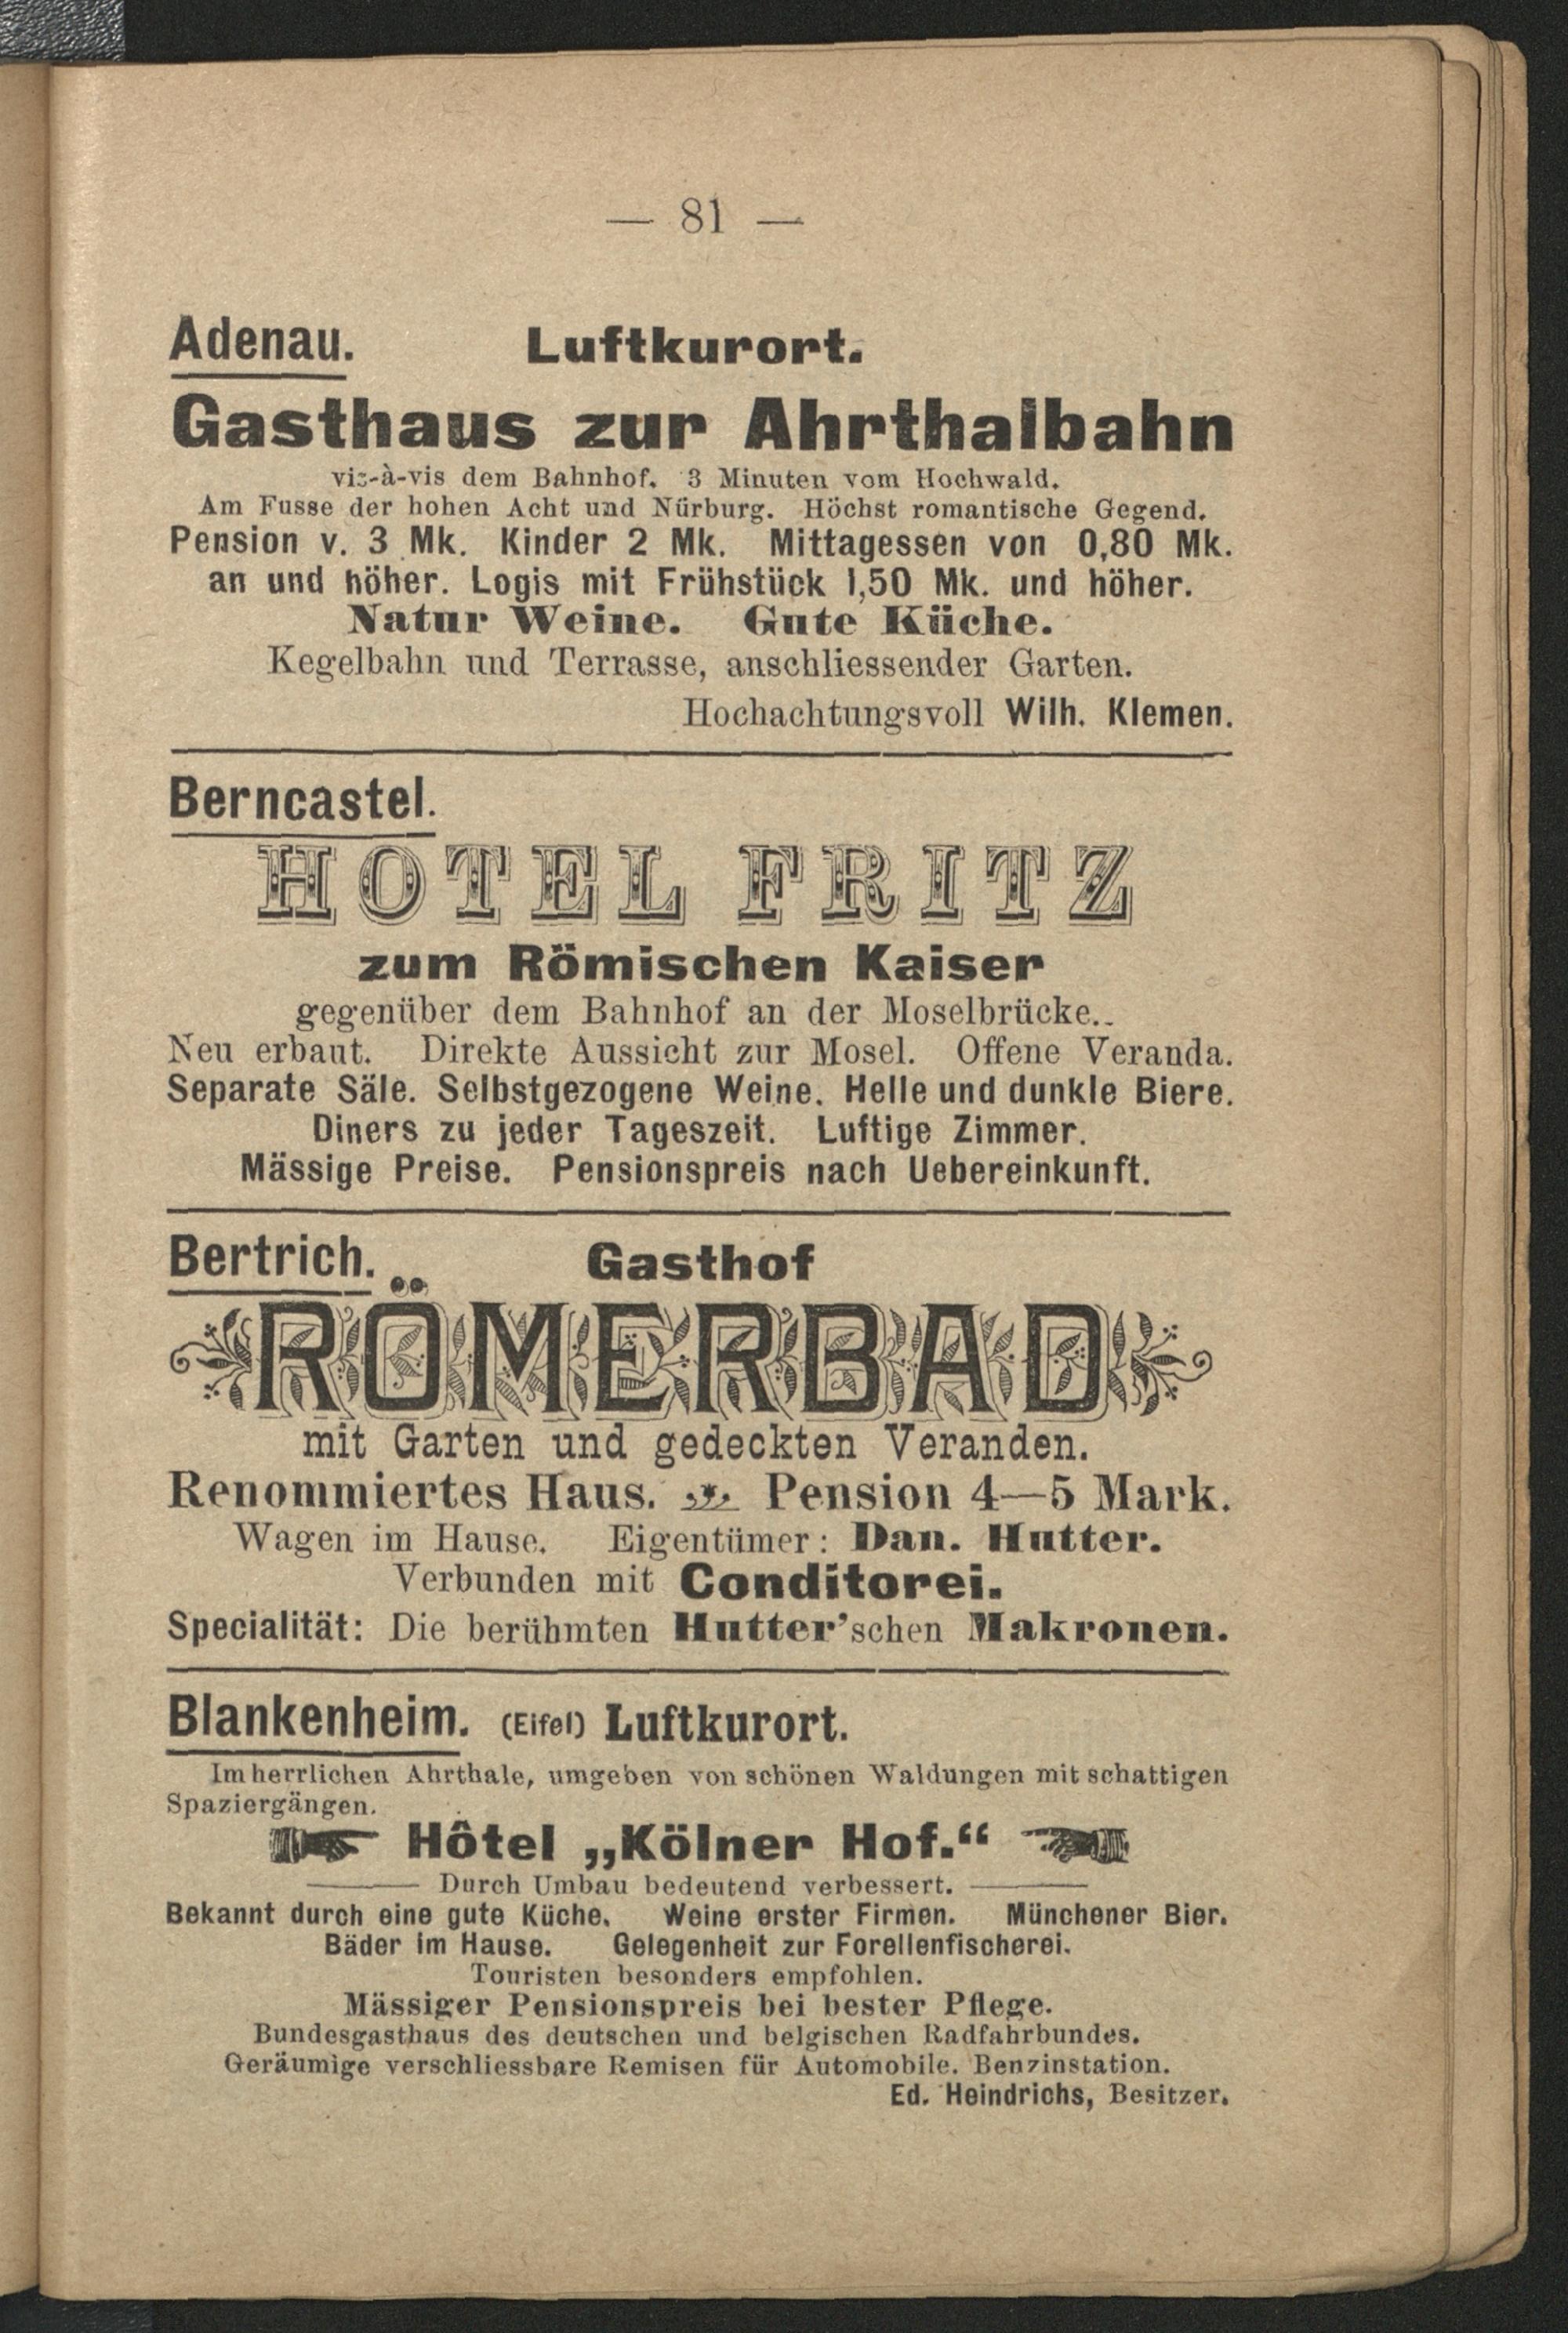 — 81 —
Adenau. Luftkurort.
Gasthaus zur Ahrthalbahn
vis-à-vis dem Bahnhof. 3 Minuten vom Hochwald.
Am Fusse der hohen Acht und Nürburg. Höchst romantische Gegend.
Pension v. 3 Mk. Kinder 2 Mk. Mittagessen von 0,80 Mk.
an und höher. Logis mit Frühstück 1,50 Mk. und höher.
Natur Weine. Gute Küche.
Kegelbahn und Terrasse, anschliessender Garten.
Hochachtungsvoll Wilh. Klemen.
Berncastel.
HOTEL FRITZ
zum Römischen Kaiser
gegenüber dem Bahnhof an der Moselbrücke..
Neu erbaut. Direkte Aussicht zur Mosel. Offene Veranda.
Separate Säle. Selbstgezogene Weine. Helle und dunkle Biere.
Diners zu jeder Tageszeit. Luftige Zimmer.
Mässige Preise. Pensionspreis nach Uebereinkunft.
Bertrich. Gasthof
RÖMERBAD
mit Garten und gedeckten Veranden.
Renommiertes Haus. Pension 4—5 Mark.
Wagen im Hause. Eigentümer: Dan. Hutter.
Verbunden mit Conditorei.
Specialität: Die berühmten Hutter'schen Makronen.
Blankenheim. (Eifel) Luftkurort.
Im herrlichen Ahrthale, umgeben von schönen Waldungen mit schattigen
Spaziergängen.
Hôtel „Kölner Hof.“
Durch Umbau bedeutend verbessert.
Bekannt durch eine gute Küche. Weine erster Firmen. Münchener Bier.
Bäder im Hause. Gelegenheit zur Forellenfischerei.
Touristen besonders empfohlen.
Mässiger Pensionspreis bei bester Pflege.
Bundesgasthaus des deutschen und belgischen Radfahrbundes.
Geräumige verschliessbare Remisen für Automobile. Benzinstation.
Ed. Heindrichs, Besitzer.